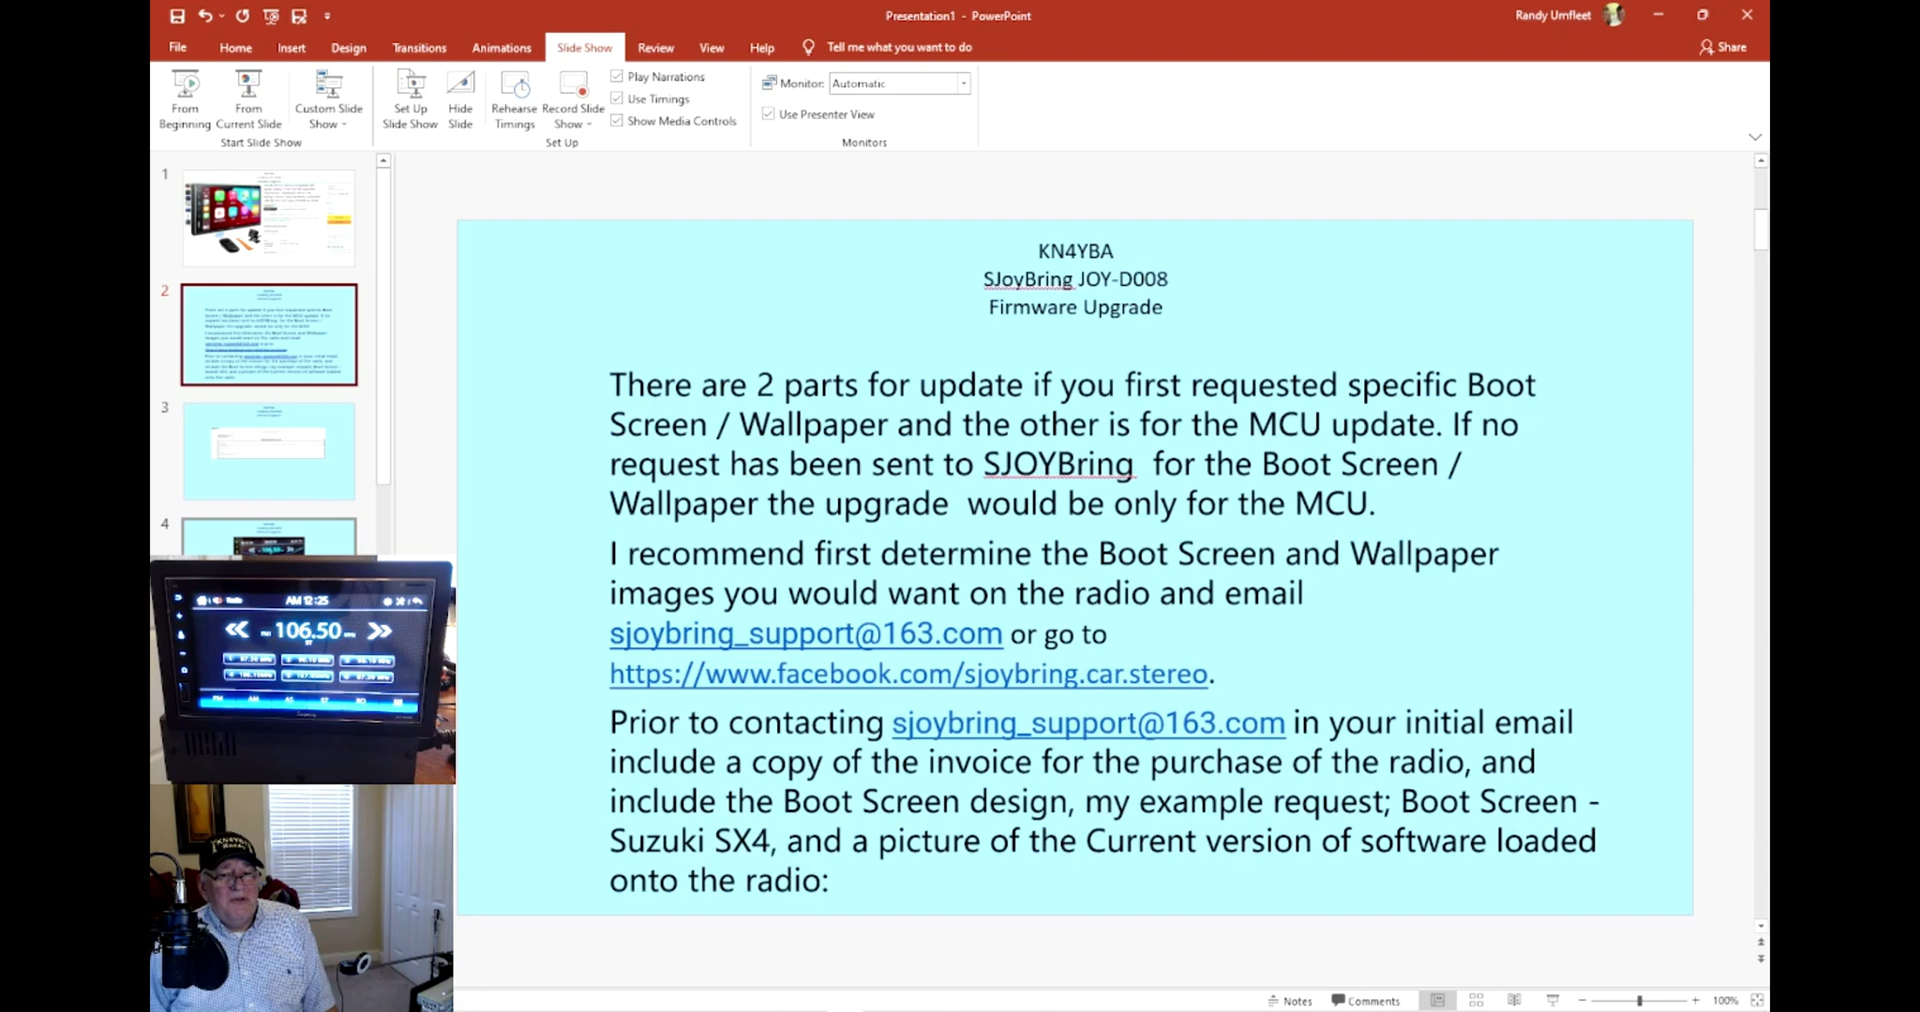 Presentation1 - PowerPoint
Randy Umfleet
File Home Insert Design Transitions Animations Slide Show Review View Help Tell me what you want to do
Share
From Beginning
From Current Slide
Custom Slide Show
Start Slide Show
Set Up Slide Show
Hide Slide
Rehearse Timings
Record Slide Show
Play Narrations
Use Timings
Show Media Controls
Set Up
Monitor: Automatic
Use Presenter View
Monitors
1
2
3
4
KN4YBA
SJoyBring JOY-D008
Firmware Upgrade
There are 2 parts for update if you first requested specific Boot
Screen / Wallpaper and the other is for the MCU update. If no
request has been sent to SJOYBring for the Boot Screen /
Wallpaper the upgrade would be only for the MCU.
I recommend first determine the Boot Screen and Wallpaper
images you would want on the radio and email
sjoybring_support@163.com or go to
https://www.facebook.com/sjoybring.car.stereo.
Prior to contacting sjoybring_support@163.com in your initial email
include a copy of the invoice for the purchase of the radio, and
include the Boot Screen design, my example request; Boot Screen -
Suzuki SX4, and a picture of the Current version of software loaded
onto the radio:
Radio
AM 12:25
106.50
FM AM
Notes Comments 100%